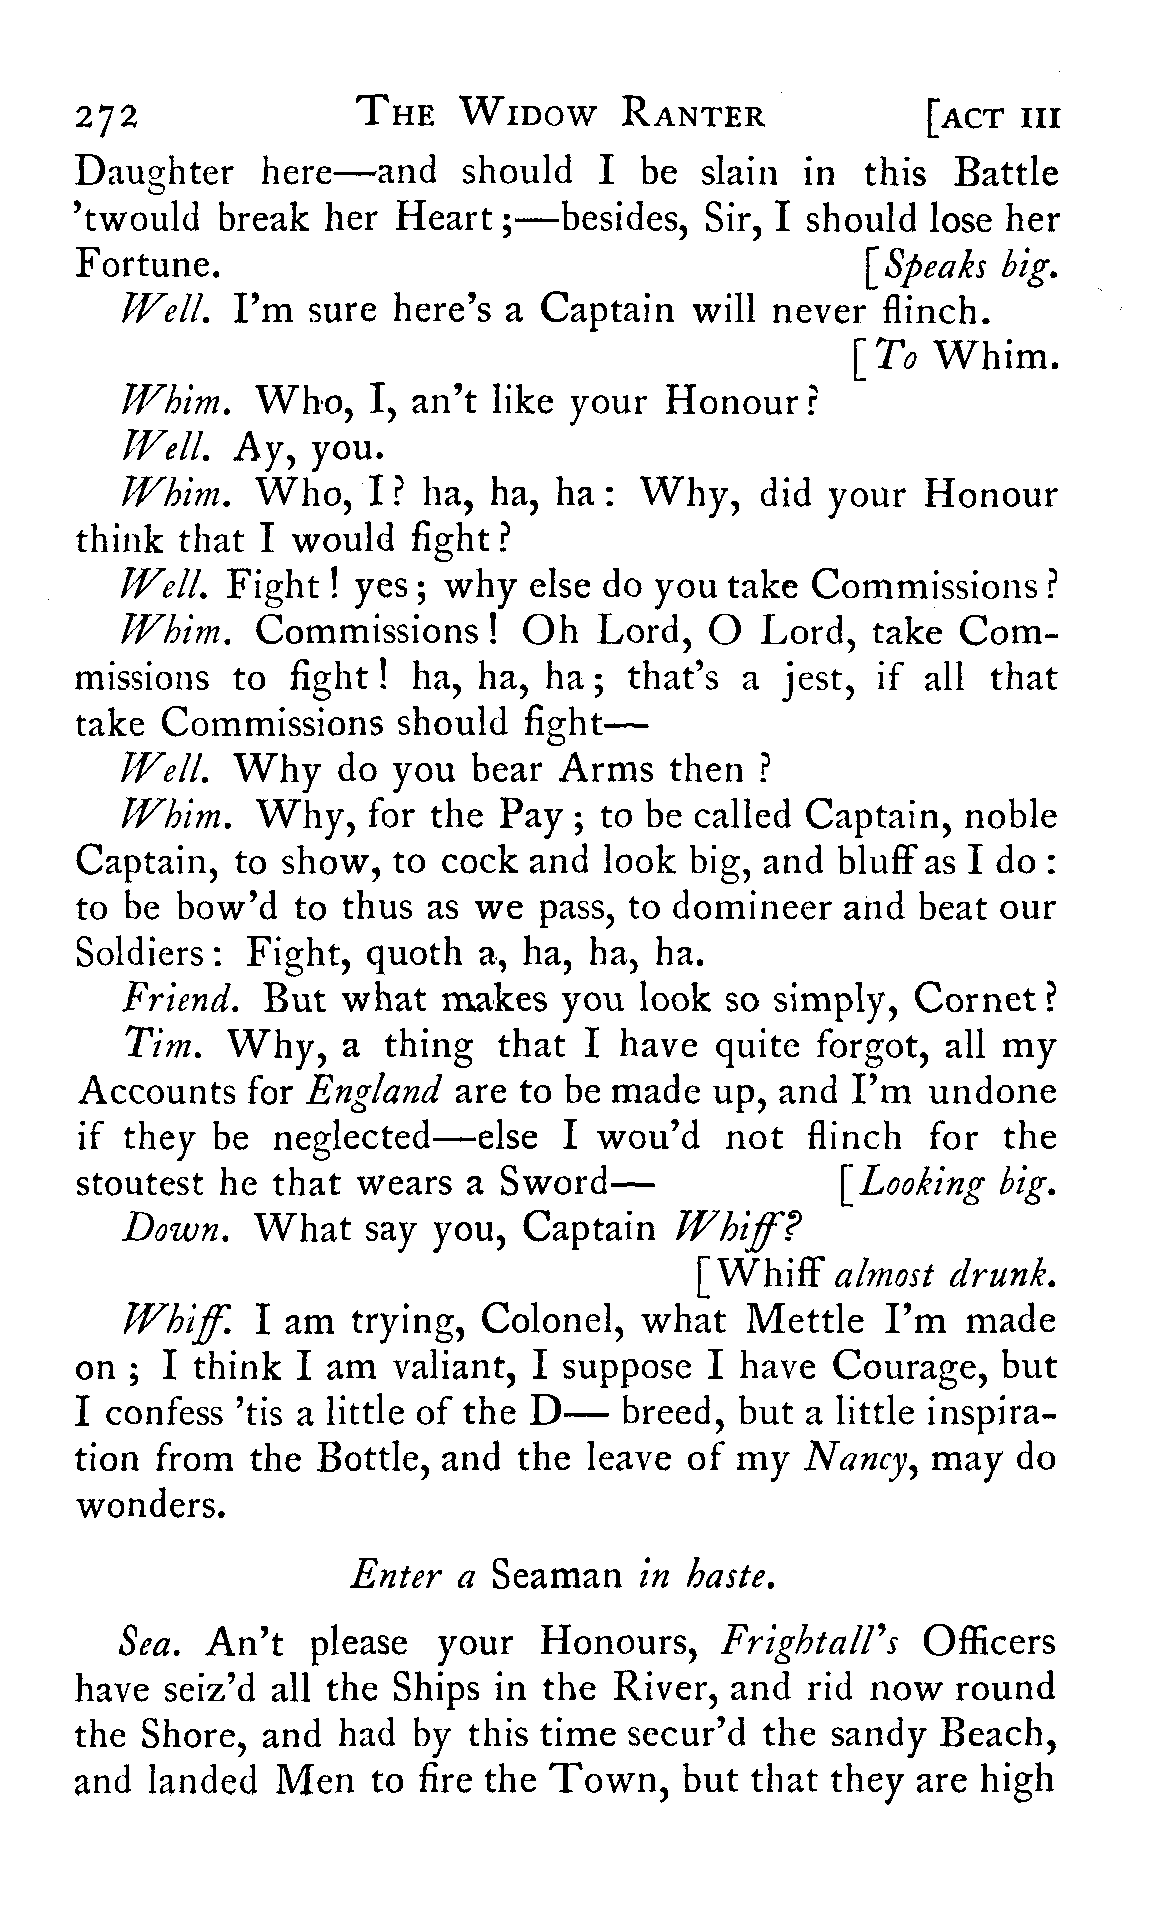 272 THE WIDOW RANTER [ACT III
Daughter here—and should I be slain in this Battle
'twould break her Heart;—besides, Sir, I should lose her
Fortune. [Speaks big.
Well. I'm sure here's a Captain will never flinch.
[To Whim.
Whim. Who, I, an't like your Honour?
Well. Ay, you.
Whim. Who, I? ha, ha, ha: Why, did your Honour
think that I would fight?
Well. Fight! yes; why else do you take Commissions?
Whim. Commissions! Oh Lord, O Lord, take Com-
missions to fight! ha, ha, ha; that's a jest, if all that
take Commissions should fight—
Well. Why do you bear Arms then?
Whim. Why, for the Pay; to be called Captain, noble
Captain, to show, to cock and look big, and bluff as I do:
to be bow'd to thus as we pass, to domineer and beat our
Soldiers: Fight, quoth a, ha, ha, ha.
Friend. But what makes you look so simply, Cornet?
Tim. Why, a thing that I have quite forgot, all my
Accounts for England are to be made up, and I'm undone
if they be neglected—else I wou'd not flinch for the
stoutest he that wears a Sword— [Looking big.
Down. What say you, Captain Whiff?
[Whiff almost drunk.
Whiff. I am trying, Colonel, what Mettle I'm made
on; I think I am valiant, I suppose I have Courage, but
I confess 'tis a little of the D— breed, but a little inspira-
tion from the Bottle, and the leave of my Nancy, may do
wonders.
Enter a Seaman in haste.
Sea. An't please your Honours, Frightall's Officers
have seiz'd all the Ships in the River, and rid now round
the Shore, and had by this time secur'd the sandy Beach,
and landed Men to fire the Town, but that they are high